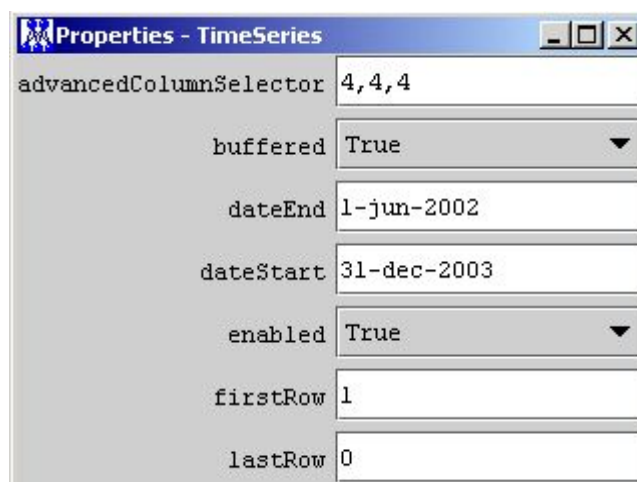 Properties - TimeSeries
advancedColumnSelector 4,4,4
buffered True
dateEnd 1-jun-2002
dateStart 31-dec-2003
enabled True
firstRow 1
lastRow 0